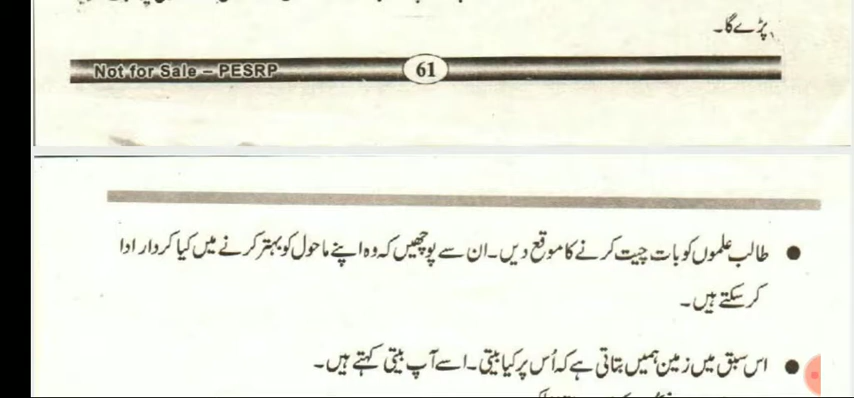 پڑے گا۔
Not for Sale – PESRP 61
طالب علموں کو بات چیت کرنے کا موقع دیں۔ ان سے پوچھیں کہ وہ اپنے ماحول کو بہتر کرنے میں کیا کردار ادا
کر سکتے ہیں۔
اس سبق میں زمین ہمیں بتاتی ہے کہ اُس پر کیا بیتی۔ اسے آپ بیتی کہتے ہیں۔